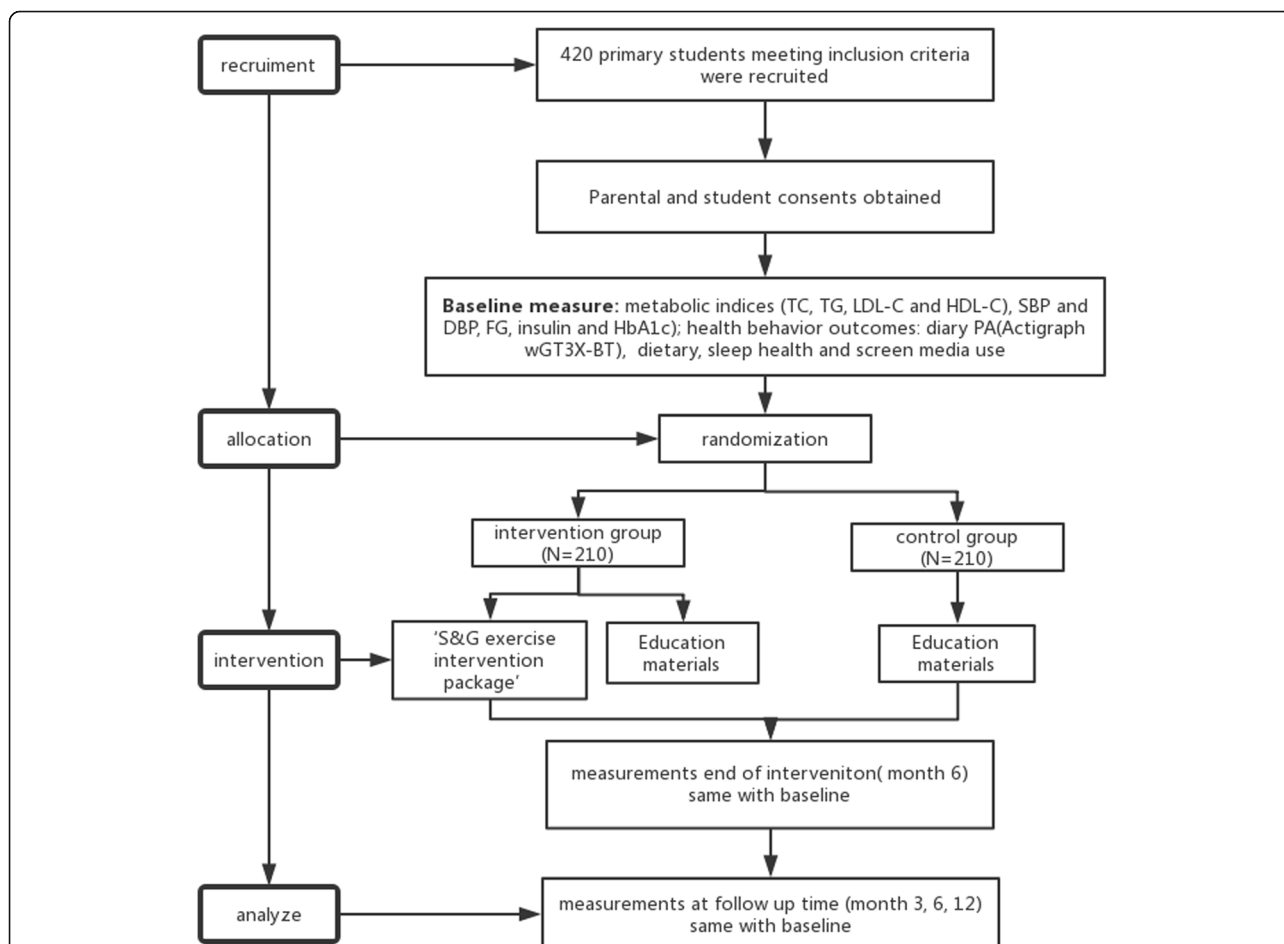 recruiment
420 primary students meeting inclusion criteria
were recruited
Parental and student consents obtained
Baseline measure: metabolic indices (TC, TG, LDL-C and HDL-C), SBP and
DBP, FG, insulin and HbA1c); health behavior outcomes: diary PA(Actigraph
wGT3X-BT), dietary, sleep health and screen media use
allocation
randomization
intervention group
(N=210)
control group
(N=210)
intervention
'S&G exercise
intervention
package'
Education
materials
Education
materials
measurements end of interveniton( month 6)
same with baseline
analyze
measurements at follow up time (month 3, 6, 12)
same with baseline